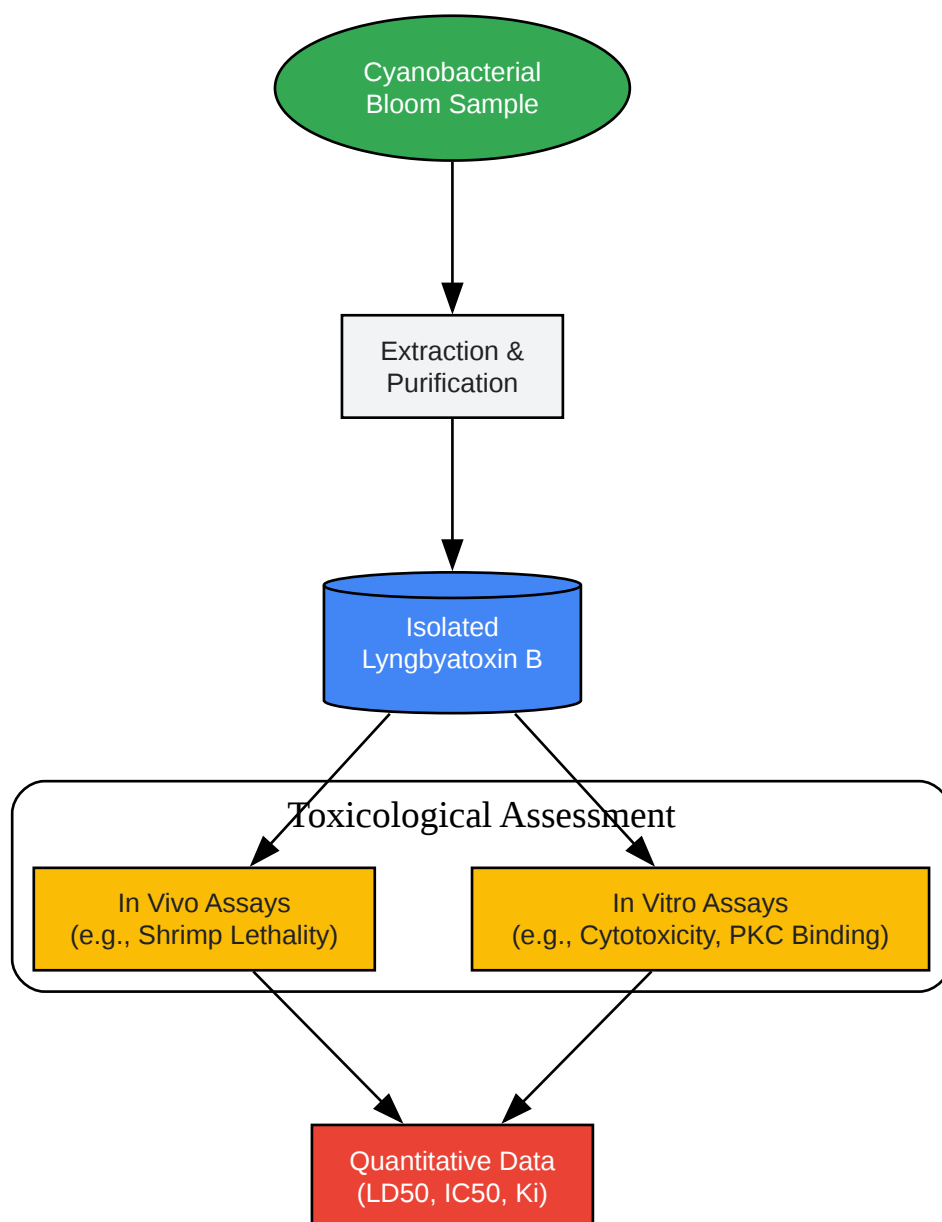 Cyanobacterial
Bloom Sample
Extraction &
Purification
Isolated
Lyngbyatoxin B
Toxicological Assessment
In Vivo Assays
(e.g., Shrimp Lethality)
In Vitro Assays
(e.g., Cytotoxicity, PKC Binding)
Quantitative Data
(LD50, IC50, Ki)